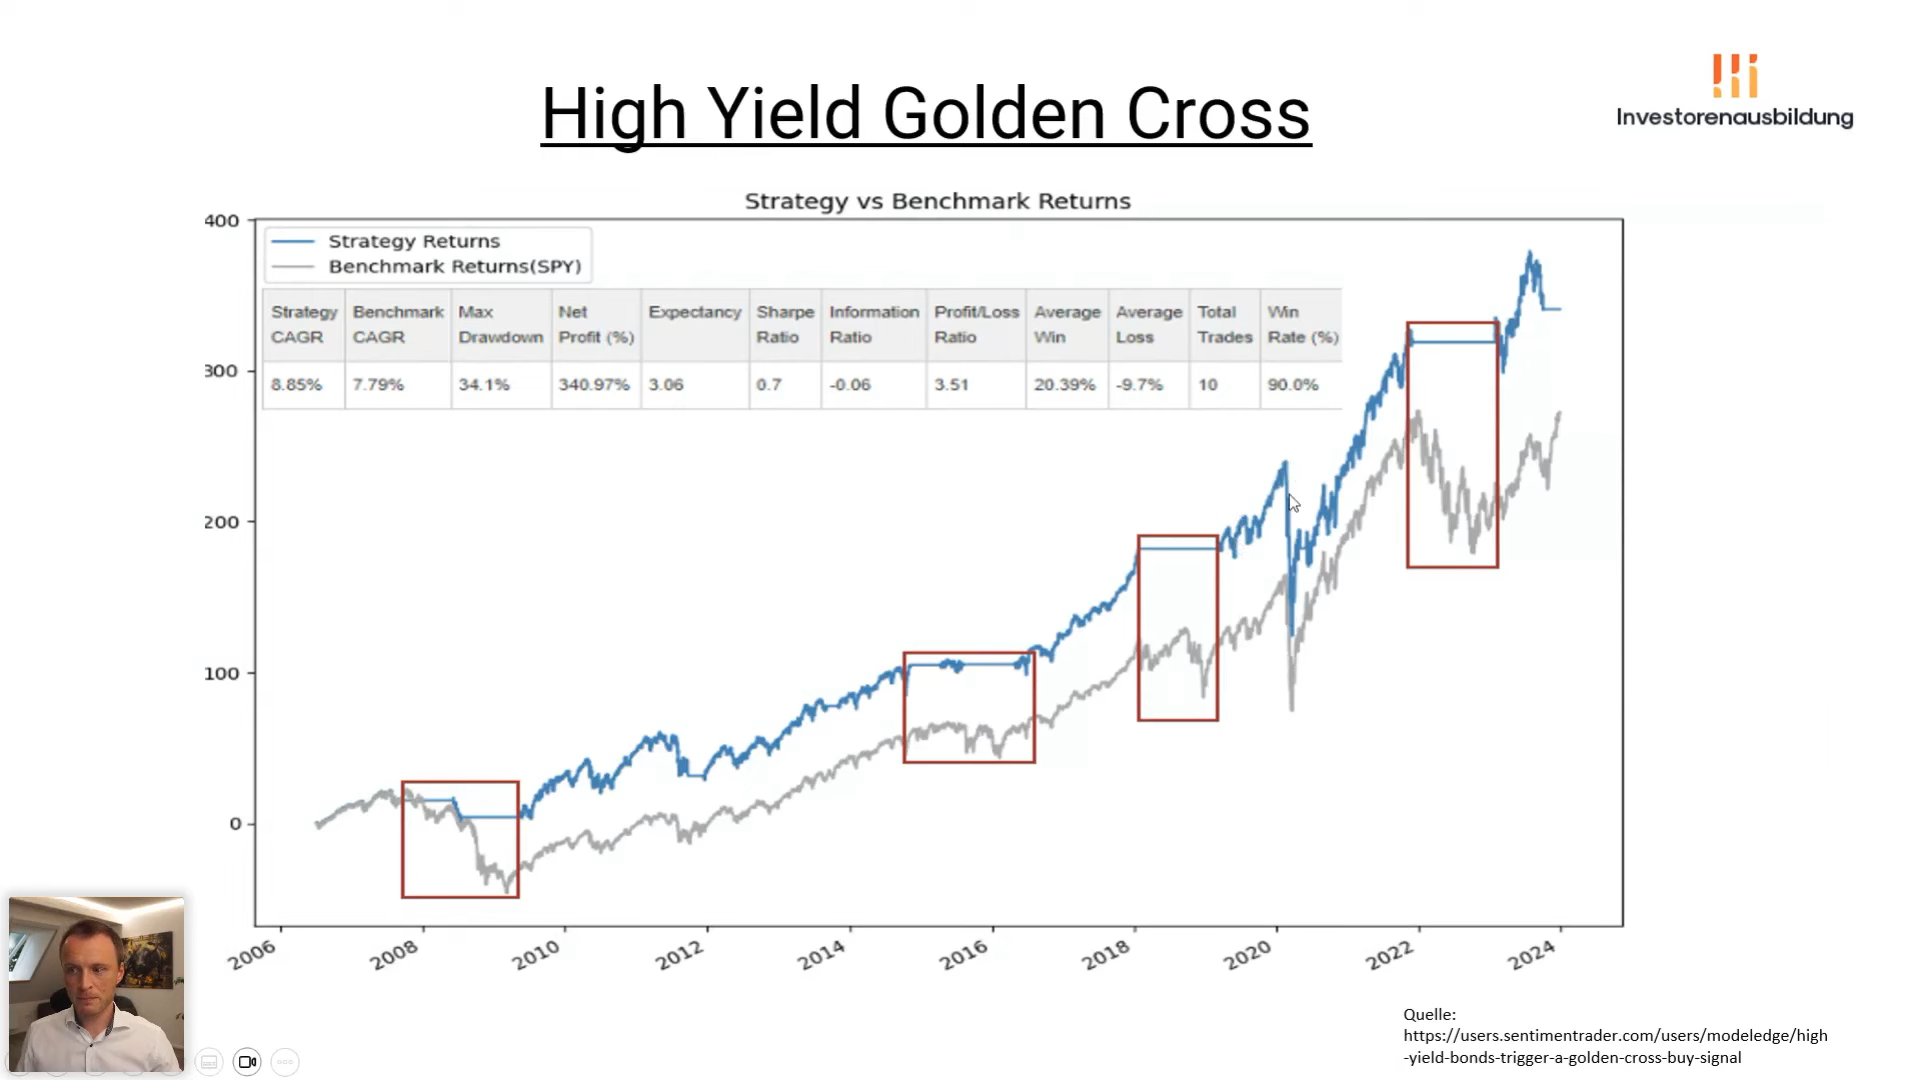 High Yield Golden Cross
Investorenausbildung
Strategy vs Benchmark Returns
400
300
200
100
0
Strategy Returns
Benchmark Returns(SPY)
Strategy CAGR
Benchmark CAGR
Max Drawdown
Net Profit (%)
Expectancy
Sharpe Ratio
Information Ratio
Profit/Loss Ratio
Average Win
Average Loss
Total Trades
Win Rate (%)
8.85% 7.79% 34.1% 340.97% 3.06 0.7 -0.06 3.51 20.39% -9.7% 10 90.0%
2006 2008 2010 2012 2014 2016 2018 2020 2022 2024
Quelle:
https://users.sentimentrader.com/users/modeledge/high
-yield-bonds-trigger-a-golden-cross-buy-signal